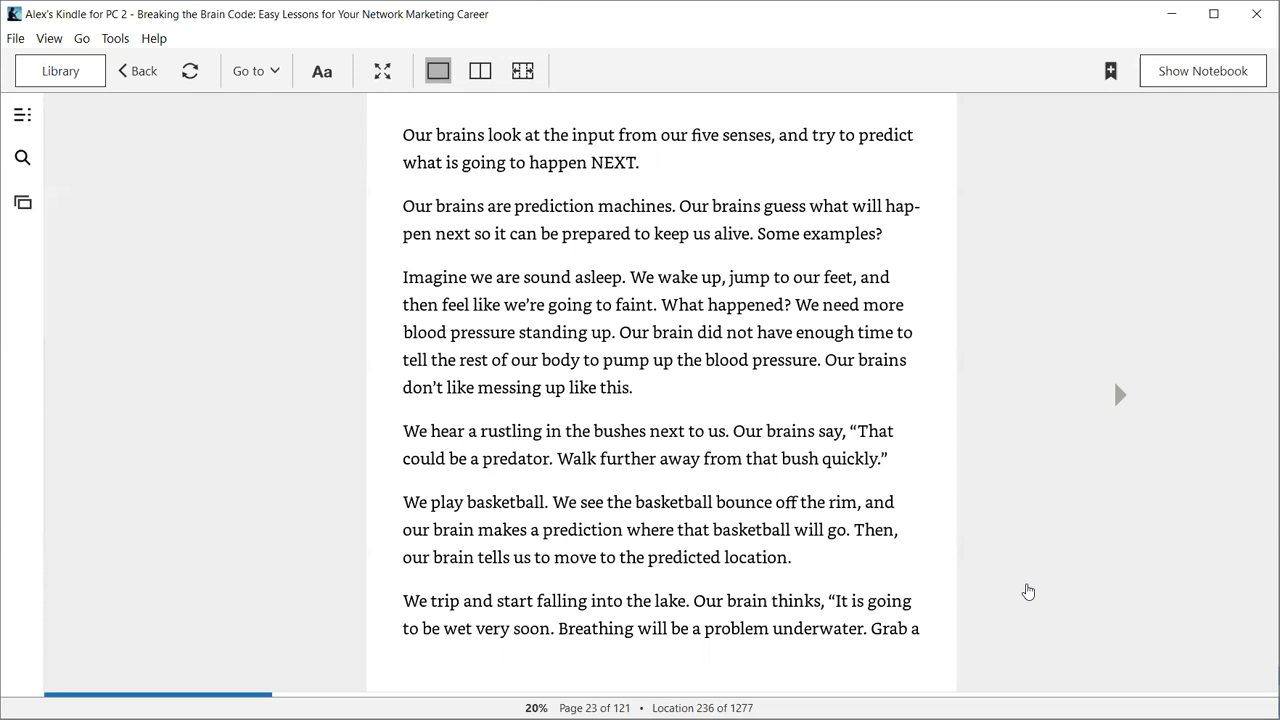 Alex's Kindle for PC 2 - Breaking the Brain Code: Easy Lessons for Your Network Marketing Career
File View Go Tools Help
Library Back Go to Aa Show Notebook
Our brains look at the input from our five senses, and try to predict
what is going to happen NEXT.
Our brains are prediction machines. Our brains guess what will hap-
pen next so it can be prepared to keep us alive. Some examples?
Imagine we are sound asleep. We wake up, jump to our feet, and
then feel like we’re going to faint. What happened? We need more
blood pressure standing up. Our brain did not have enough time to
tell the rest of our body to pump up the blood pressure. Our brains
don’t like messing up like this.
We hear a rustling in the bushes next to us. Our brains say, “That
could be a predator. Walk further away from that bush quickly.”
We play basketball. We see the basketball bounce off the rim, and
our brain makes a prediction where that basketball will go. Then,
our brain tells us to move to the predicted location.
We trip and start falling into the lake. Our brain thinks, “It is going
to be wet very soon. Breathing will be a problem underwater. Grab a
20% Page 23 of 121 • Location 236 of 1277